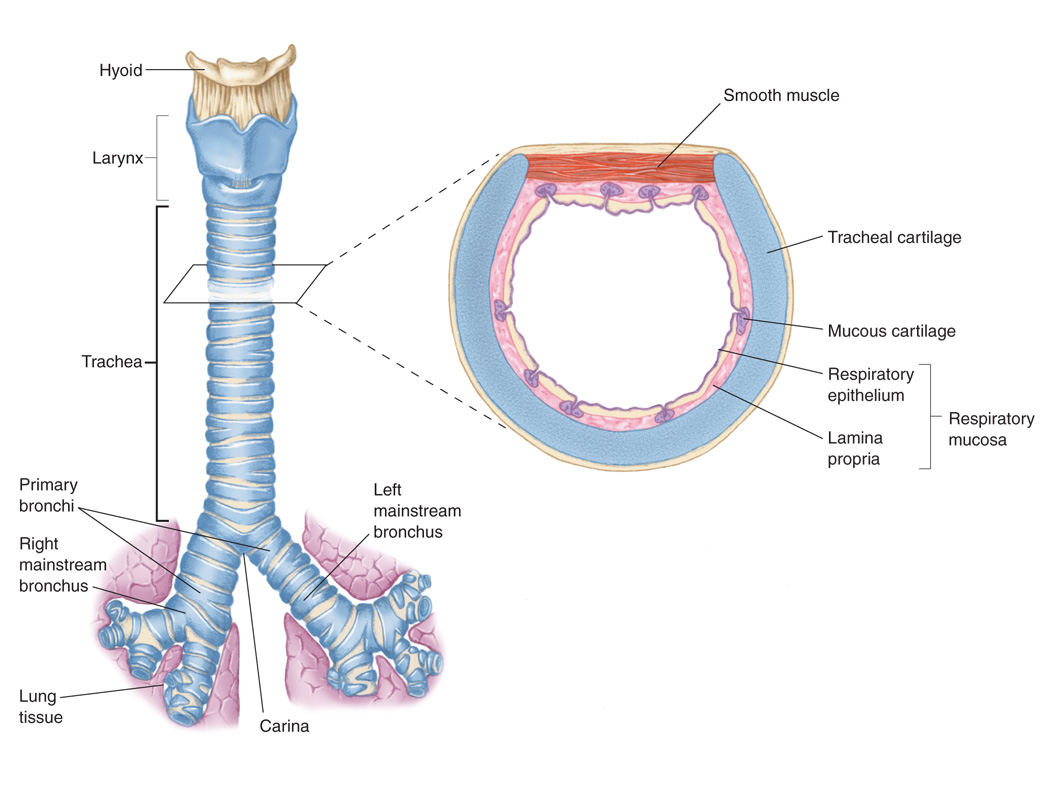 Hyoid
Larynx
Trachea
Primary
bronchi
Right
mainstream
bronchus
Lung
tissue
Carina
Left
mainstream
bronchus
Smooth muscle
Tracheal cartilage
Mucous cartilage
Respiratory
epithelium
Lamina
propria
Respiratory
mucosa